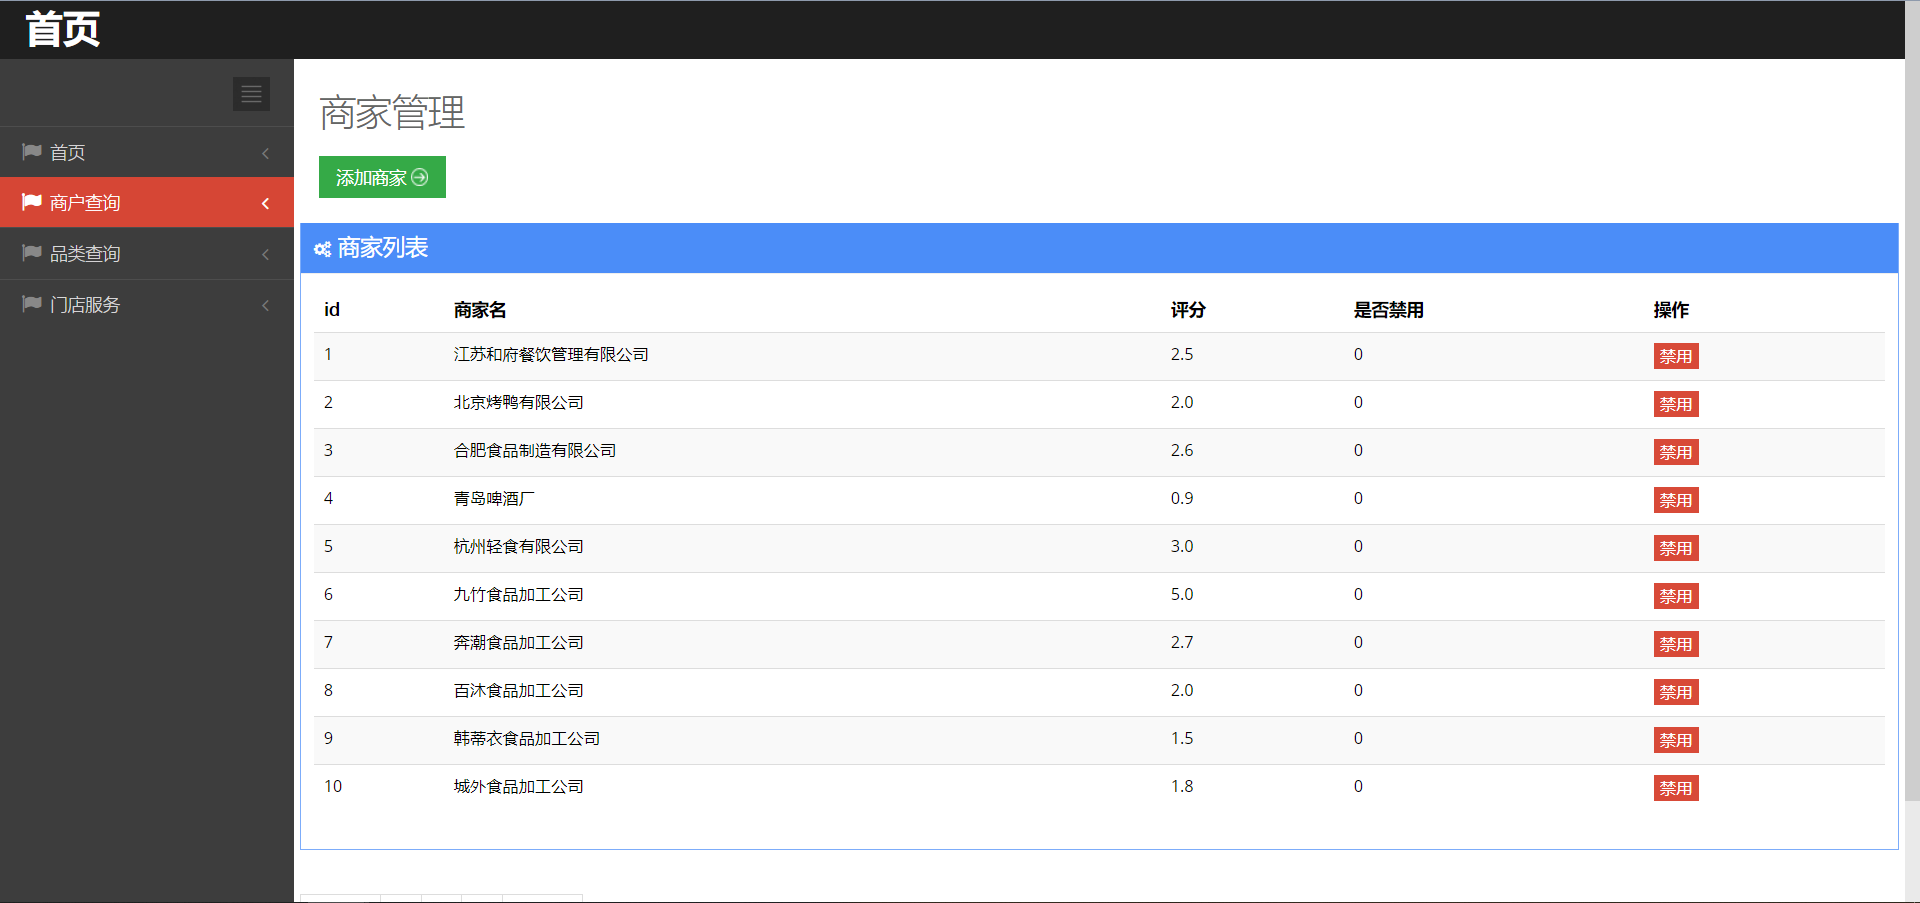 首页
首页
商户查询
品类查询
门店服务
商家管理
添加商家
商家列表
id 商家名 评分 是否禁用 操作
1 江苏和府餐饮管理有限公司 2.5 0 禁用
2 北京烤鸭有限公司 2.0 0 禁用
3 合肥食品制造有限公司 2.6 0 禁用
4 青岛啤酒厂 0.9 0 禁用
5 杭州轻食有限公司 3.0 0 禁用
6 九竹食品加工公司 5.0 0 禁用
7 奔潮食品加工公司 2.7 0 禁用
8 百沐食品加工公司 2.0 0 禁用
9 韩蒂衣食品加工公司 1.5 0 禁用
10 城外食品加工公司 1.8 0 禁用